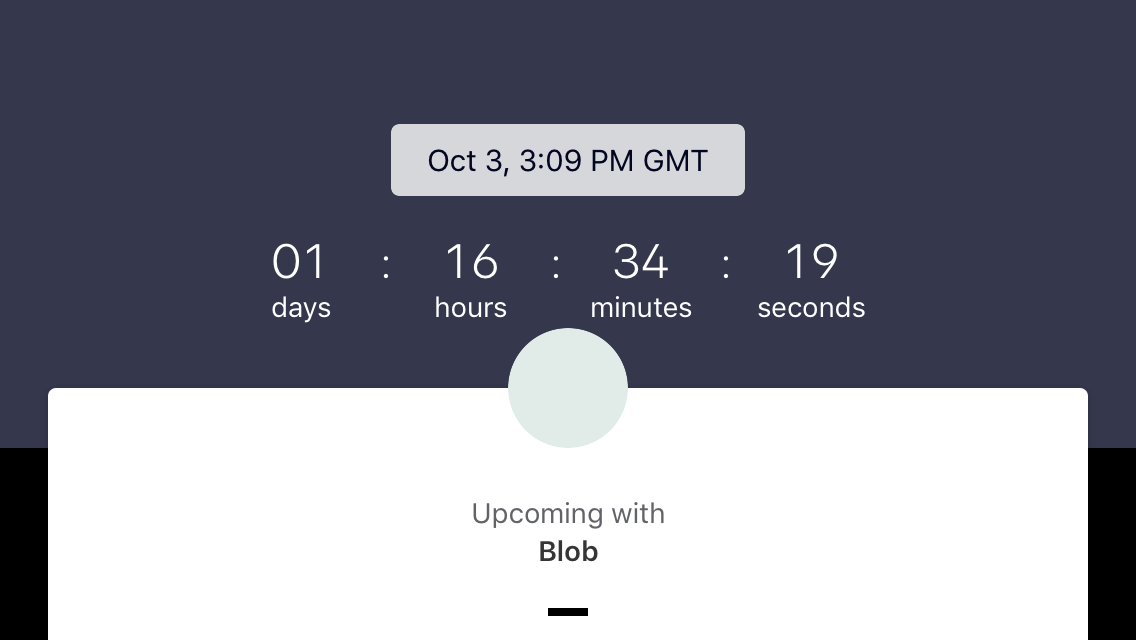 Oct 3, 3:09 PM GMT
01 : 16 : 34 : 19
days hours minutes seconds
Upcoming with
Blob